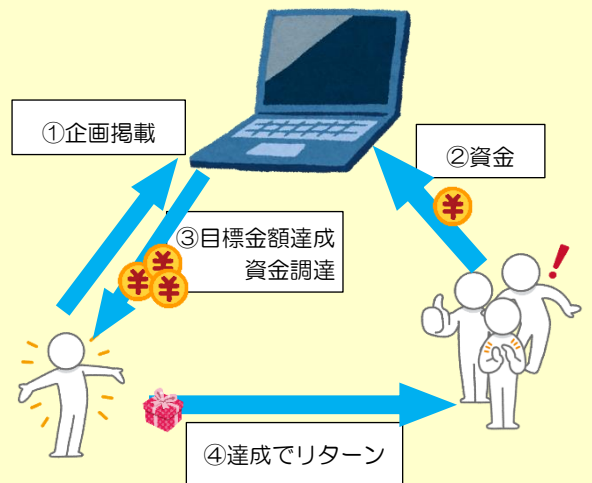 ①企画掲載
②資金
¥
③目標金額達成
資金調達
¥
¥
¥
④達成でリターン